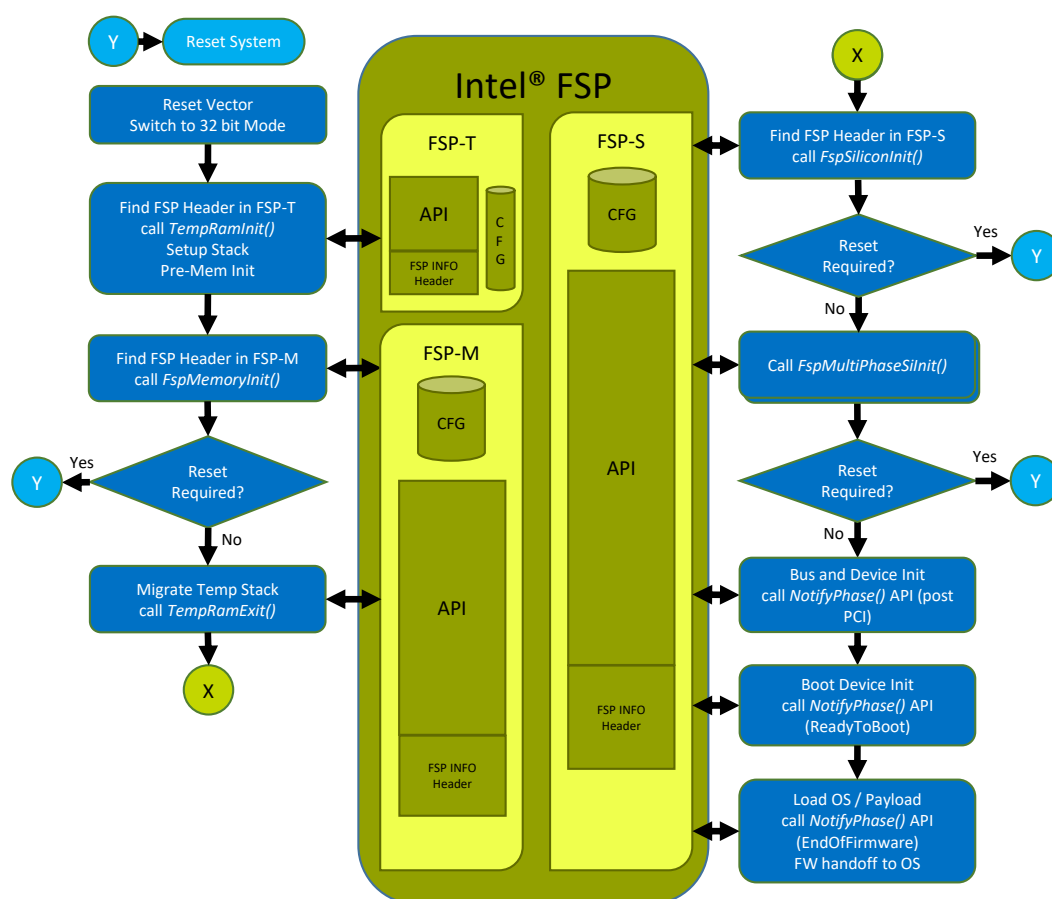 Y
Reset System
Reset Vector
Switch to 32 bit Mode
Find FSP Header in FSP-T
call TempRamInit()
Setup Stack
Pre-Mem Init
Find FSP Header in FSP-M
call FspMemoryInit()
Reset
Required?
Yes
Y
No
Migrate Temp Stack
call TempRamExit()
X
Intel® FSP
FSP-T
API
FSP INFO
Header
C
F
G
FSP-M
CFG
API
FSP INFO
Header
FSP-S
CFG
API
FSP INFO
Header
X
Find FSP Header in FSP-S
call FspSiliconInit()
Reset
Required?
Yes
Y
No
Call FspMultiPhaseSiInit()
Reset
Required?
Yes
Y
No
Bus and Device Init
call NotifyPhase() API (post
PCI)
Boot Device Init
call NotifyPhase() API
(ReadyToBoot)
Load OS / Payload
call NotifyPhase() API
(EndOfFirmware)
FW handoff to OS